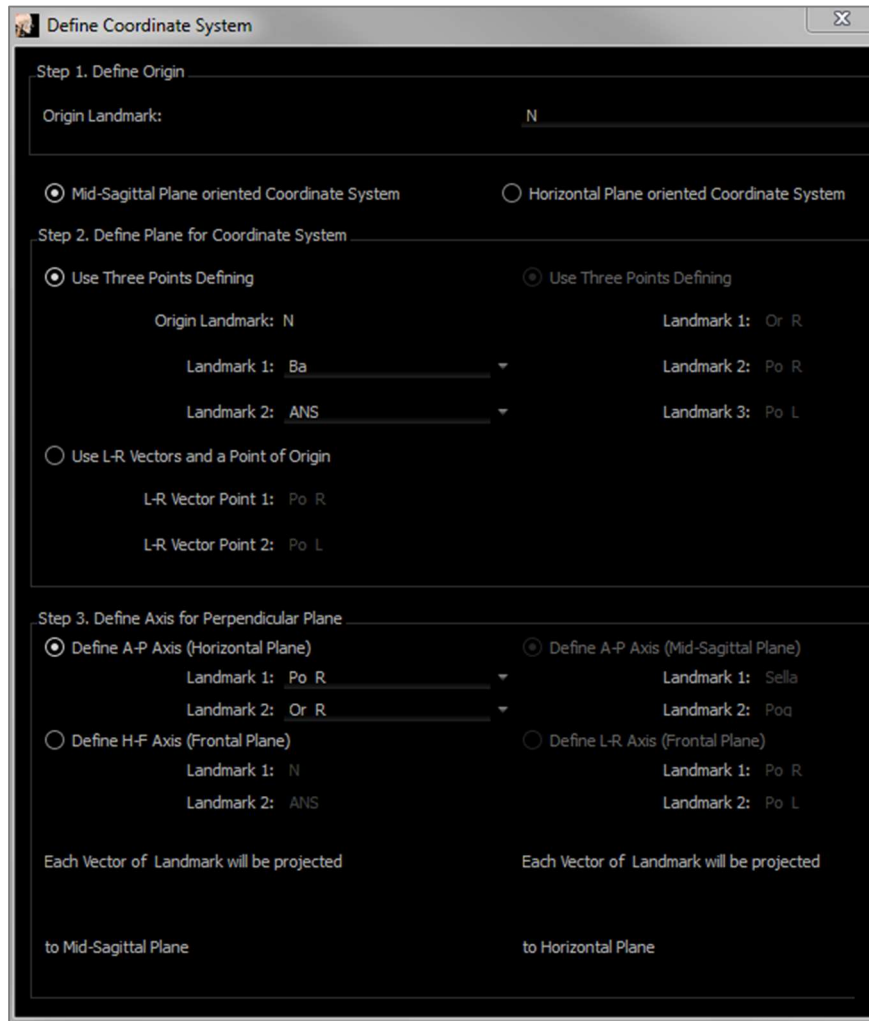 Define Coordinate System
Step 1. Define Origin
Origin Landmark: N
Mid-Sagittal Plane oriented Coordinate System Horizontal Plane oriented Coordinate System
Step 2. Define Plane for Coordinate System
Use Three Points Defining Use Three Points Defining
Origin Landmark: N Landmark 1: Or R
Landmark 1: Ba Landmark 2: Po R
Landmark 2: ANS Landmark 3: Po L
Use L-R Vectors and a Point of Origin
L-R Vector Point 1: Po R
L-R Vector Point 2: Po L
Step 3. Define Axis for Perpendicular Plane
Define A-P Axis (Horizontal Plane) Define A-P Axis (Mid-Sagittal Plane)
Landmark 1: Po R Landmark 1: Sella
Landmark 2: Or R Landmark 2: Pog
Define H-F Axis (Frontal Plane) Define L-R Axis (Frontal Plane)
Landmark 1: N Landmark 1: Po R
Landmark 2: ANS Landmark 2: Po L
Each Vector of Landmark will be projected Each Vector of Landmark will be projected
to Mid-Sagittal Plane to Horizontal Plane